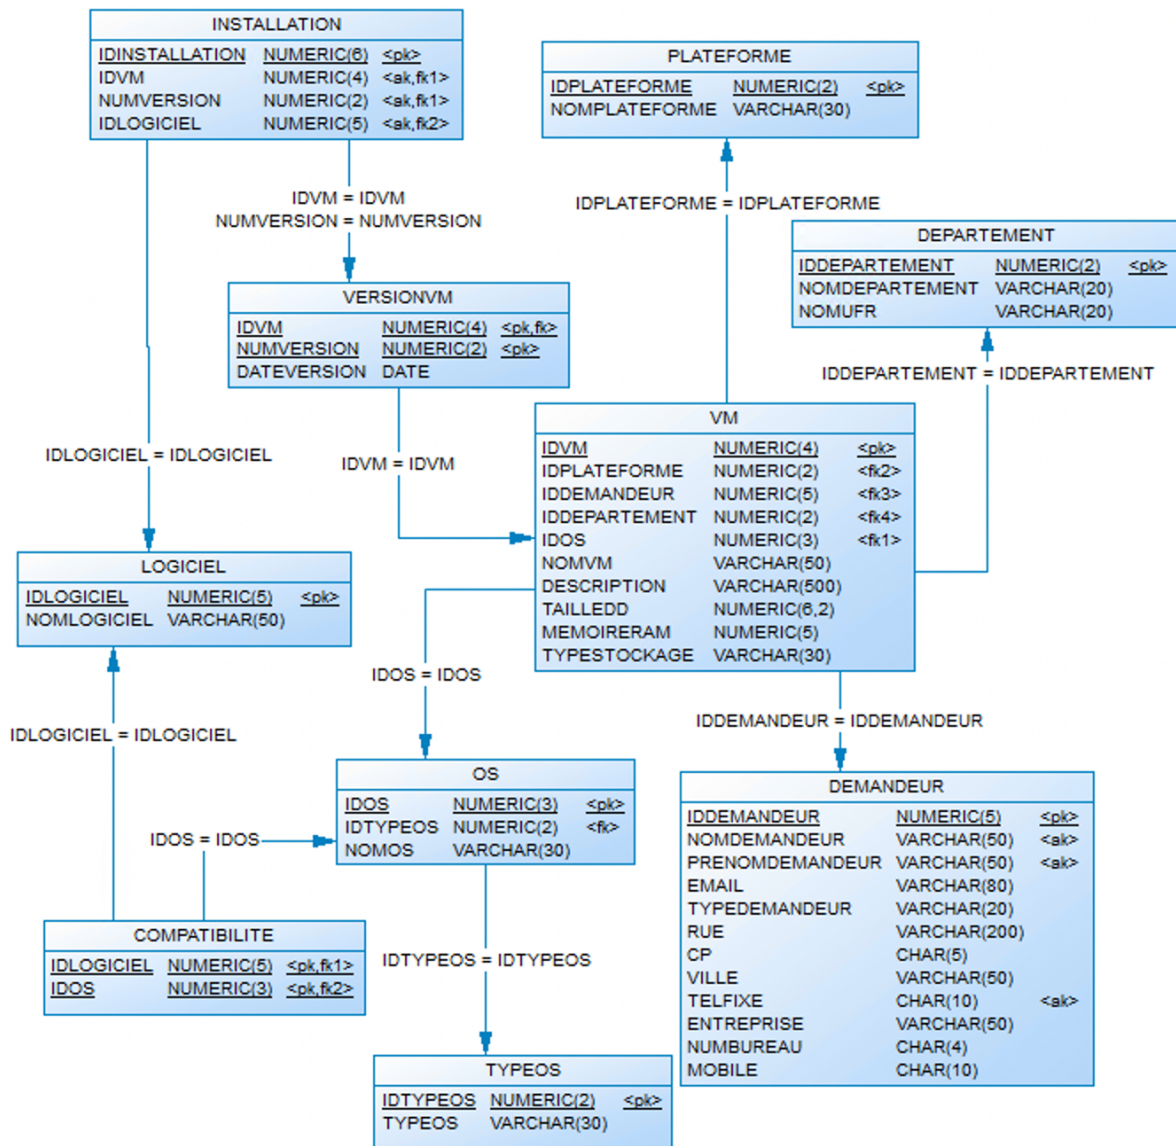 INSTALLATION
IDINSTALLATION NUMERIC(6) <pk>
IDVM NUMERIC(4) <ak,fk1>
NUMVERSION NUMERIC(2) <ak,fk1>
IDLOGICIEL NUMERIC(5) <ak,fk2>
PLATEFORME
IDPLATEFORME NUMERIC(2) <pk>
NOMPLATEFORME VARCHAR(30)
IDVM = IDVM
NUMVERSION = NUMVERSION
IDPLATEFORME = IDPLATEFORME
DEPARTEMENT
IDDEPARTEMENT NUMERIC(2) <pk>
NOMDEPARTEMENT VARCHAR(20)
NOMUFR VARCHAR(20)
VERSIONVM
IDVM NUMERIC(4) <pk,fk>
NUMVERSION NUMERIC(2) <pk>
DATEVERSION DATE
IDDEPARTEMENT = IDDEPARTEMENT
IDLOGICIEL = IDLOGICIEL
IDVM = IDVM
VM
IDVM NUMERIC(4) <pk>
IDPLATEFORME NUMERIC(2) <fk2>
IDDEMANDEUR NUMERIC(5) <fk3>
IDDEPARTEMENT NUMERIC(2) <fk4>
IDOS NUMERIC(3) <fk1>
NOMVM VARCHAR(50)
DESCRIPTION VARCHAR(500)
TAILLEDD NUMERIC(6,2)
MEMOIRERAM NUMERIC(5)
TYPESTOCKAGE VARCHAR(30)
LOGICIEL
IDLOGICIEL NUMERIC(5) <pk>
NOMLOGICIEL VARCHAR(50)
IDOS = IDOS
IDLOGICIEL = IDLOGICIEL
IDDEMANDEUR = IDDEMANDEUR
OS
IDOS NUMERIC(3) <pk>
IDTYPEOS NUMERIC(2) <fk>
NOMOS VARCHAR(30)
IDOS = IDOS
DEMANDEUR
IDDEMANDEUR NUMERIC(5) <pk>
NOMDEMANDEUR VARCHAR(50) <ak>
PRENOMDEMANDEUR VARCHAR(50) <ak>
EMAIL VARCHAR(80)
TYPEDEMANDEUR VARCHAR(20)
RUE VARCHAR(200)
CP CHAR(5)
VILLE VARCHAR(50)
TELFIXE CHAR(10) <ak>
ENTREPRISE VARCHAR(50)
NUMBUREAU CHAR(4)
MOBILE CHAR(10)
COMPATIBILITE
IDLOGICIEL NUMERIC(5) <pk,fk1>
IDOS NUMERIC(3) <pk,fk2>
IDTYPEOS = IDTYPEOS
TYPEOS
IDTYPEOS NUMERIC(2) <pk>
TYPEOS VARCHAR(30)